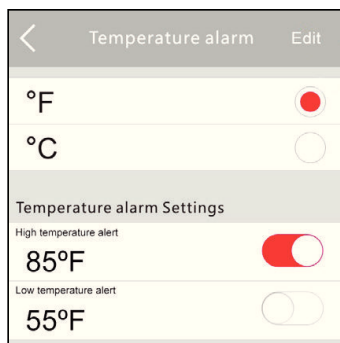 Temperature alarm Edit
°F
°C
Temperature alarm Settings
High temperature alert
85ºF
Low temperature alert
55ºF